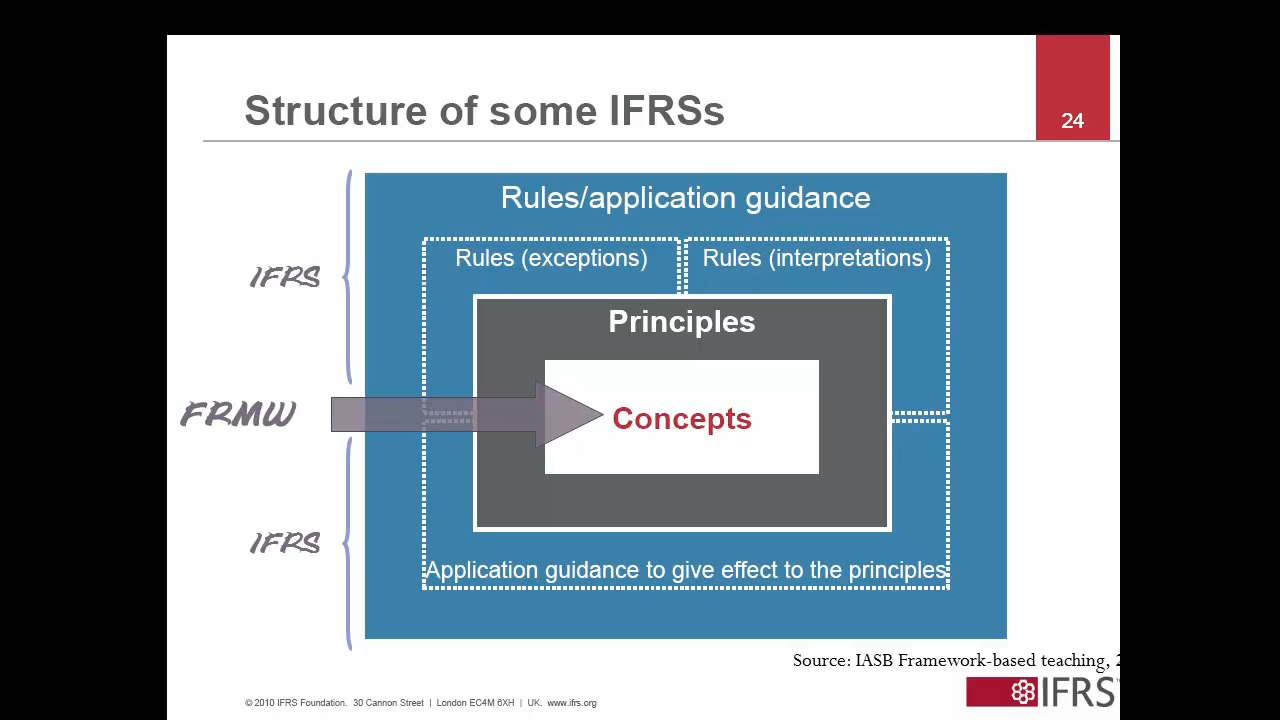 Structure of some IFRSs
24
Rules/application guidance
Rules (exceptions)
Rules (interpretations)
IFRS
Principles
FRMW
Concepts
IFRS
Application guidance to give effect to the principles
Source: IASB Framework-based teaching,
© 2010 IFRS Foundation. 30 Cannon Street | London EC4M 6XH | UK. www.ifrs.org
IFRS